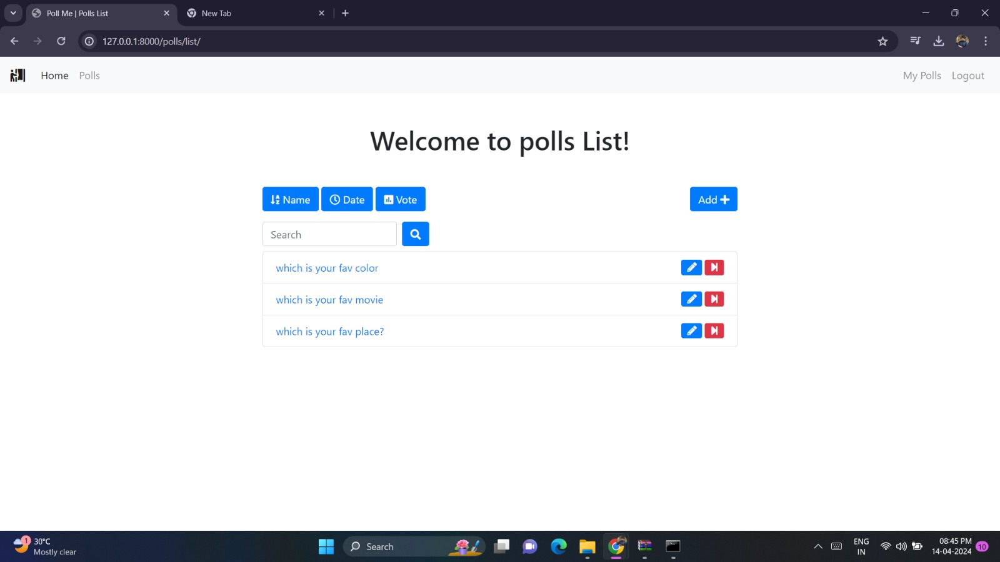 Poll Me | Polls List
New Tab
127.0.0.1:8000/polls/list/
Home Polls My Polls Logout
Welcome to polls List!
Name Date Vote Add
Search
which is your fav color
which is your fav movie
which is your fav place?
1
30°C
Mostly clear
Search
ENG
IN
08:45 PM
14-04-2024
10